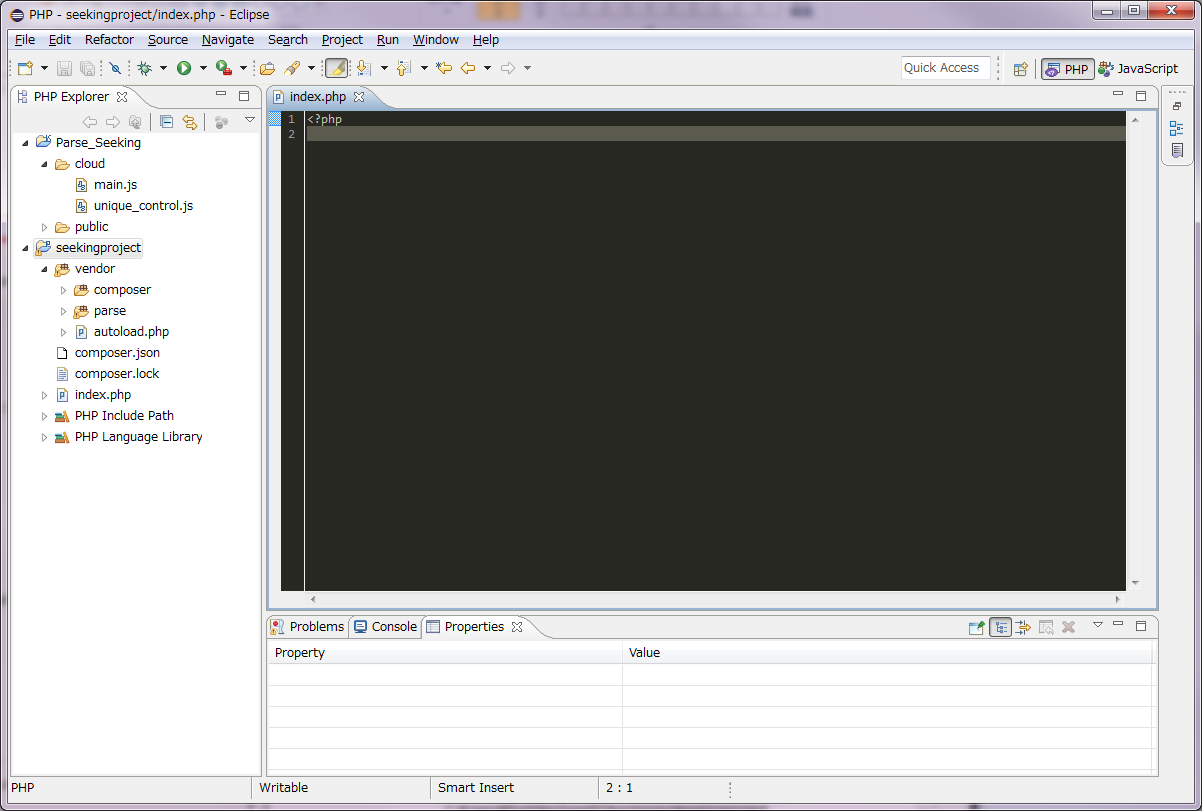 PHP - seekingproject/index.php - Eclipse
File Edit Refactor Source Navigate Search Project Run Window Help
Quick Access PHP JavaScript
PHP Explorer
Parse_Seeking
cloud
main.js
unique_control.js
public
seekingproject
vendor
composer
parse
autoload.php
composer.json
composer.lock
index.php
PHP Include Path
PHP Language Library
index.php
1 <?php
2
Problems Console Properties
Property Value
PHP Writable Smart Insert 2 : 1